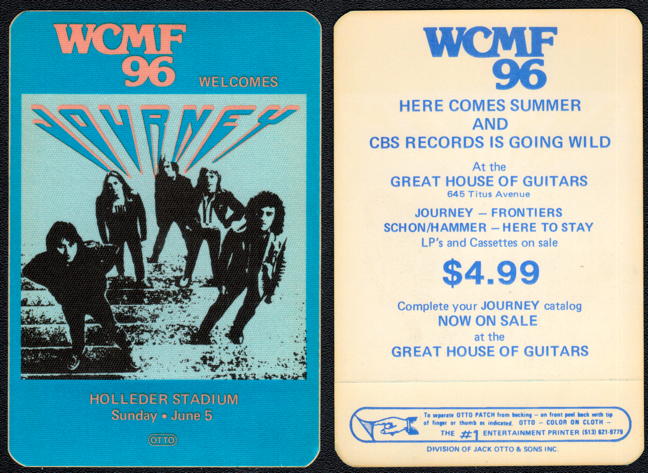 WCMF
96
WELCOMES
JOURNEY
HOLLEDER STADIUM
Sunday • June 5
OTTO
WCMF
96
HERE COMES SUMMER
AND
CBS RECORDS IS GOING WILD
At the
GREAT HOUSE OF GUITARS
645 Titus Avenue
JOURNEY – FRONTIERS
SCHON/HAMMER – HERE TO STAY
LP's and Cassettes on sale
$4.99
Complete your JOURNEY catalog
NOW ON SALE
at the
GREAT HOUSE OF GUITARS
To separate OTTO PATCH from backing – on front peel back with tip
of finger or thumb as indicated. OTTO – COLOR ON CLOTH –
THE #1 ENTERTAINMENT PRINTER (513) 621-9779
DIVISION OF JACK OTTO & SONS INC.